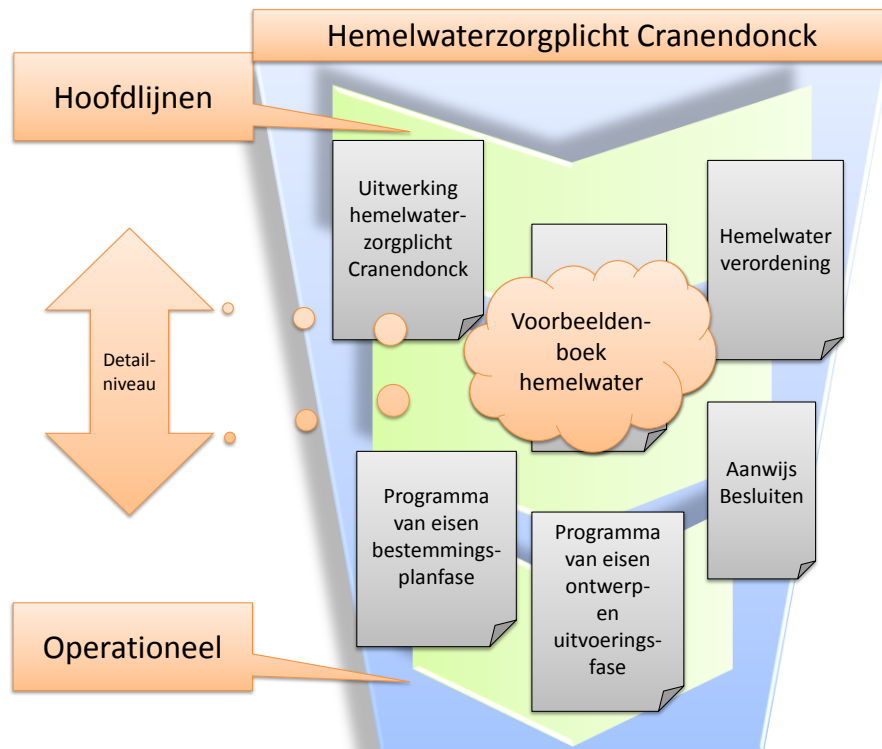 Hemelwaterzorgplicht Cranendonck
Hoofdlijnen
Uitwerking
hemelwater-
zorgplicht
Cranendonck
Hemelwater
verordening
Voorbeelden-
boek
hemelwater
Detail-
niveau
Aanwijs
Besluiten
Programma
van eisen
bestemmings-
planfase
Programma
van eisen
ontwerp-
en
uitvoerings-
fase
Operationeel